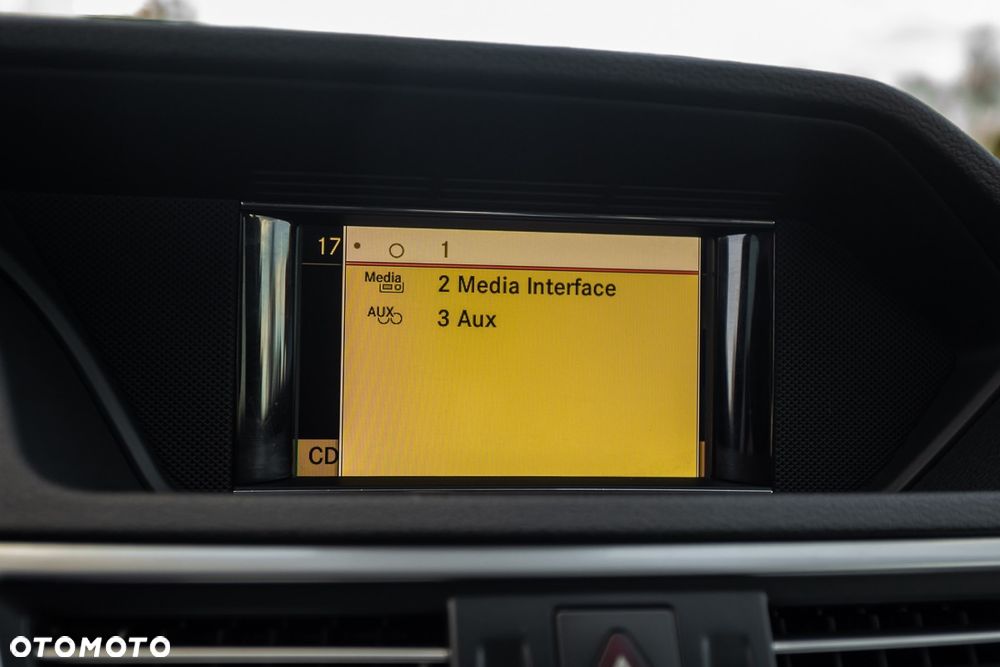 17
1
Media
2 Media Interface
AUX
3 Aux
CD
OTOMOTO